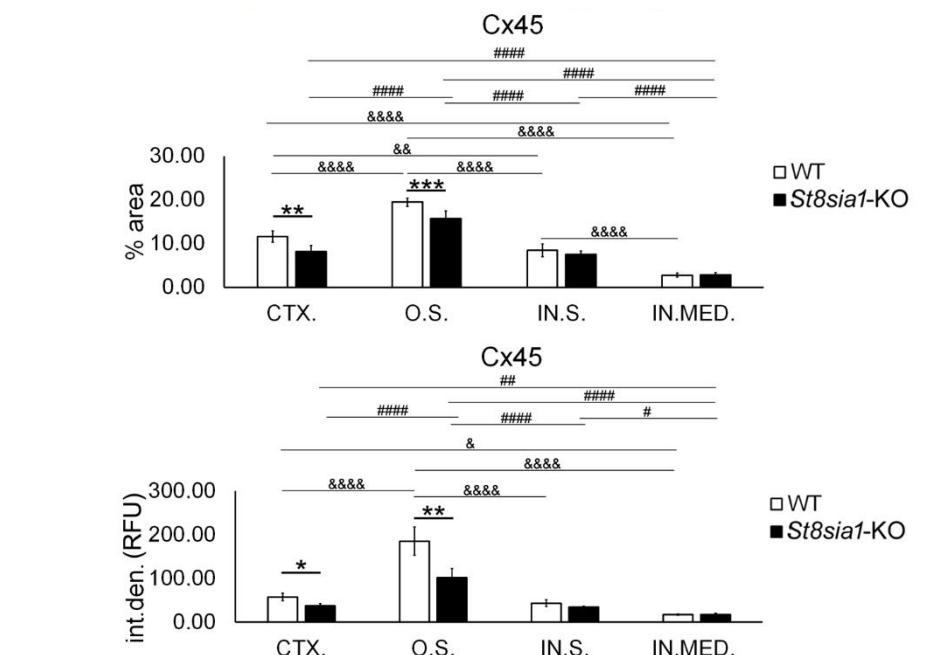 Cx45
####
####
####
####
####
&&&&
&&&&
&&
&&&&
&&&&
&&&&
**
***
% area
30.00
20.00
10.00
0.00
CTX.
O.S.
IN.S.
IN.MED.
WT
St8sia1-KO
Cx45
##
####
####
####
#
&
&&&&
&&&&
&&&&
*
**
int.den.(RFU)
300.00
200.00
100.00
0.00
CTX.
O.S.
IN.S.
IN.MED.
WT
St8sia1-KO